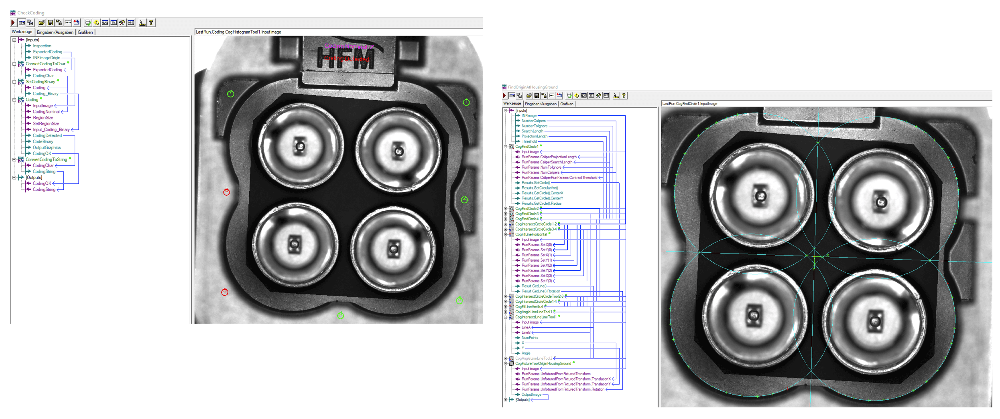 CheckCoding
Werkzeuge
Eingaben/Ausgaben
Grafiken
[Inputs]
Inspection
ExpectedCoding
INFImageOrigin
ConvertCodingToChar
ExpectedCoding
CodingChar
SetCodingBinary
Coding
Coding_Binary
Coding
InputImage
CodingNominal
RegionSize
SetRegionSize
Input_Coding_Binary
CodingDetected
CodeBinary
OutputGraphics
CodingOK
ConvertCodingToString
CodingChar
CodingString
[Outputs]
CodingOK
CodingString
LastRun.Coding.CogHistogramTool1.InputImage
Coding Nominal: Z
HFM
Coding Detected:
7
1
6
2
5
3
4
FindOriginAtHousingGround
Werkzeuge
Eingaben/Ausgaben
Grafiken
[Inputs]
INFImage
NumberCalipers
NumberToIgnore
SearchLength
ProjectionLength
Threshold
CogFindCircle1
InputImage
RunParams.CaliperProjectionLength
RunParams.CaliperSearchLength
RunParams.NumToIgnore
RunParams.NumCalipers
RunParams.CaliperRunParams.ContrastThreshold
Results.GetCircle()
Results.GetCircularArc()
Results.GetCircle().CenterX
Results.GetCircle().CenterY
Results.GetCircle().Radius
CogFindCircle2
CogFindCircle3
CogFindCircle4
CogIntersectCircleCircle1-2
CogIntersectCircleCircle3-4
CogFitLineHorizontal
InputImage
RunParams.SetX(0)
RunParams.SetY(0)
RunParams.SetX(1)
RunParams.SetY(1)
RunParams.SetX(2)
RunParams.SetY(2)
RunParams.SetX(3)
RunParams.SetY(3)
Result.GetLine()
Result.GetLine().Rotation
CogIntersectCircleCircleTool2-3
CogIntersectCircleCircle1-4
CogFitLineVertikal
CogAngleLineLineTool1
CogIntersectLineLineTool1
InputImage
LineA
LineB
NumPoints
X
Y
Angle
CogAngleLineLineTool2
CogFixtureToolOriginHousingGround
InputImage
RunParams.UnfixturedFromFixturedTransform
RunParams.UnfixturedFromFixturedTransform.TranslationX
RunParams.UnfixturedFromFixturedTransform.TranslationY
RunParams.UnfixturedFromFixturedTransform.Rotation
OutputImage
[Outputs]
LastRun.CogFindCircle1.InputImage
X
Y